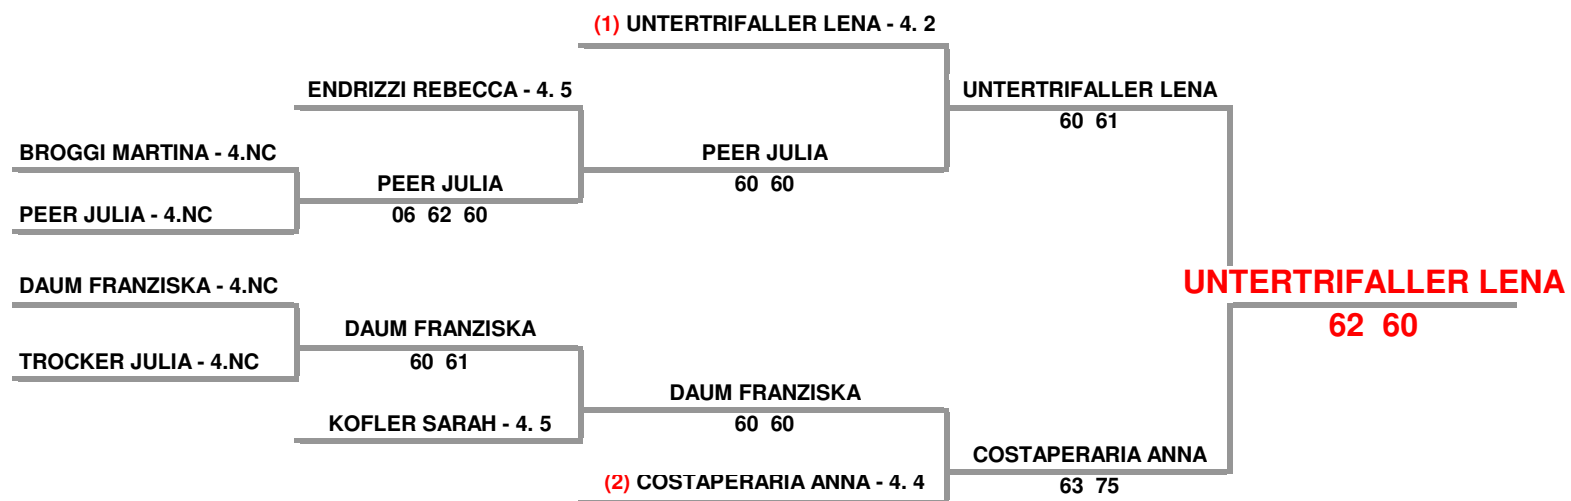 (1) UNTERTRIFALLER LENA - 4. 2
ENDRIZZI REBECCA - 4. 5
UNTERTRIFALLER LENA
60 61
BROGGI MARTINA - 4.NC
PEER JULIA
60 60
PEER JULIA
06 62 60
PEER JULIA - 4.NC
DAUM FRANZISKA - 4.NC
UNTERTRIFALLER LENA
62 60
DAUM FRANZISKA
60 61
TROCKER JULIA - 4.NC
DAUM FRANZISKA
60 60
KOFLER SARAH - 4. 5
COSTAPERARIA ANNA
63 75
(2) COSTAPERARIA ANNA - 4. 4